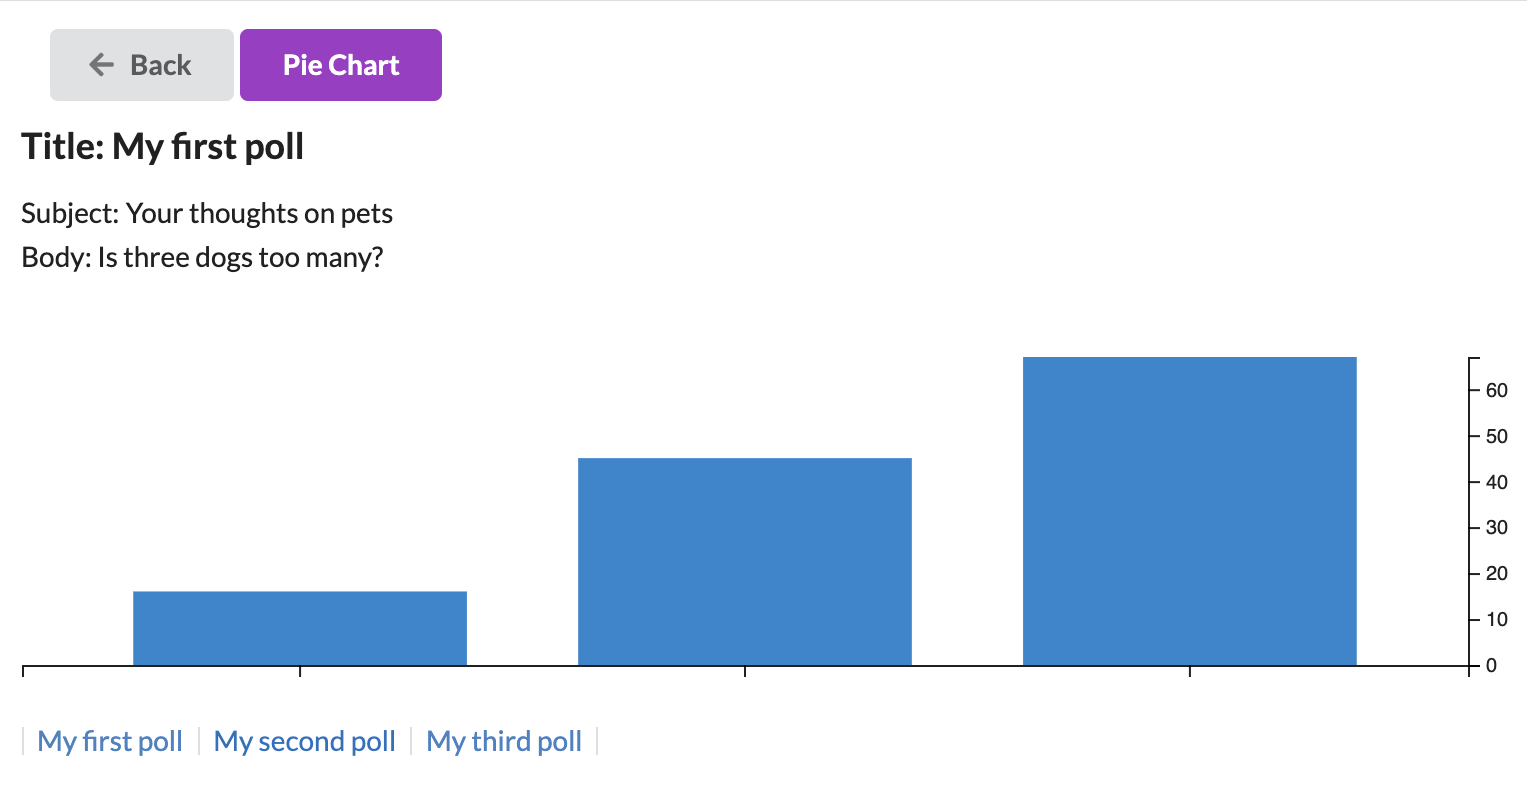 Back Pie Chart
Title: My first poll
Subject: Your thoughts on pets
Body: Is three dogs too many?
60
50
40
30
20
10
0
My first poll My second poll My third poll